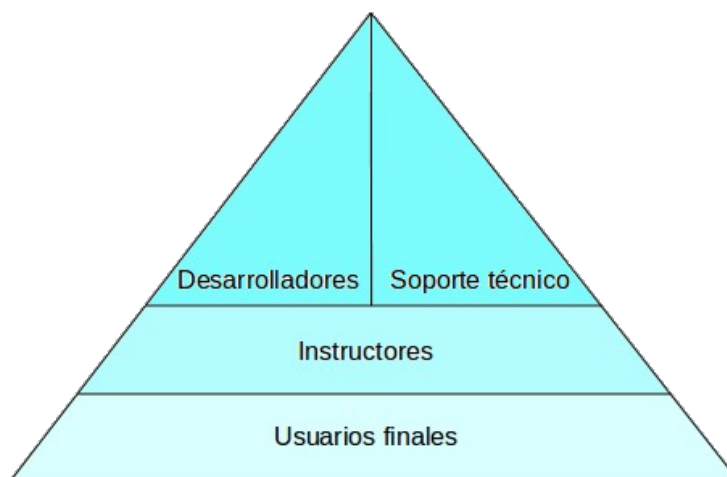 Desarrolladores Soporte técnico
Instructores
Usuarios finales